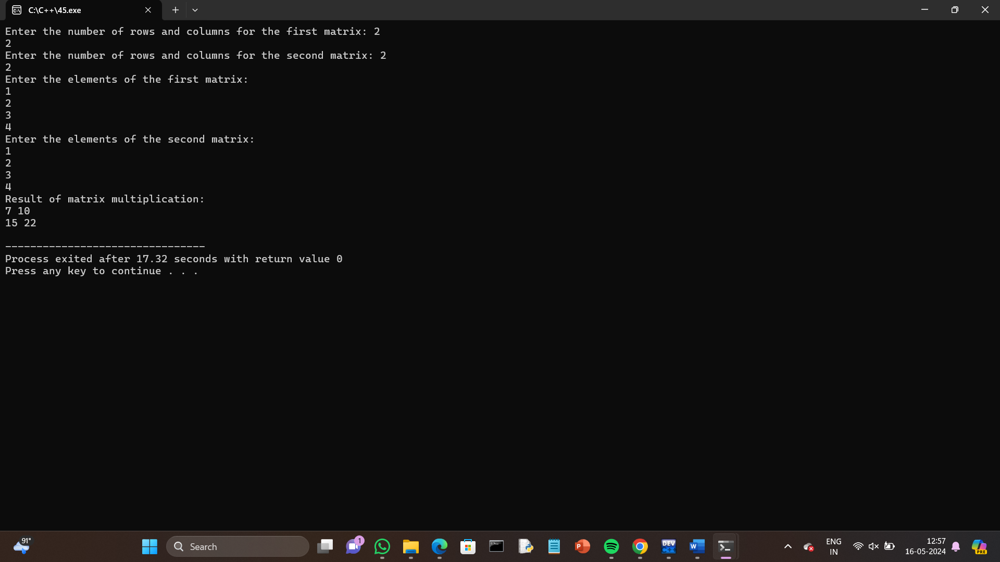 C:\C++\45.exe
Enter the number of rows and columns for the first matrix: 2
2
Enter the number of rows and columns for the second matrix: 2
2
Enter the elements of the first matrix:
1
2
3
4
Enter the elements of the second matrix:
1
2
3
4
Result of matrix multiplication:
7 10
15 22
--------------------------------
Process exited after 17.32 seconds with return value 0
Press any key to continue . . .
91°
Search
1
P
DEV
C++
W
ENG
IN
12:57
16-05-2024
PRE